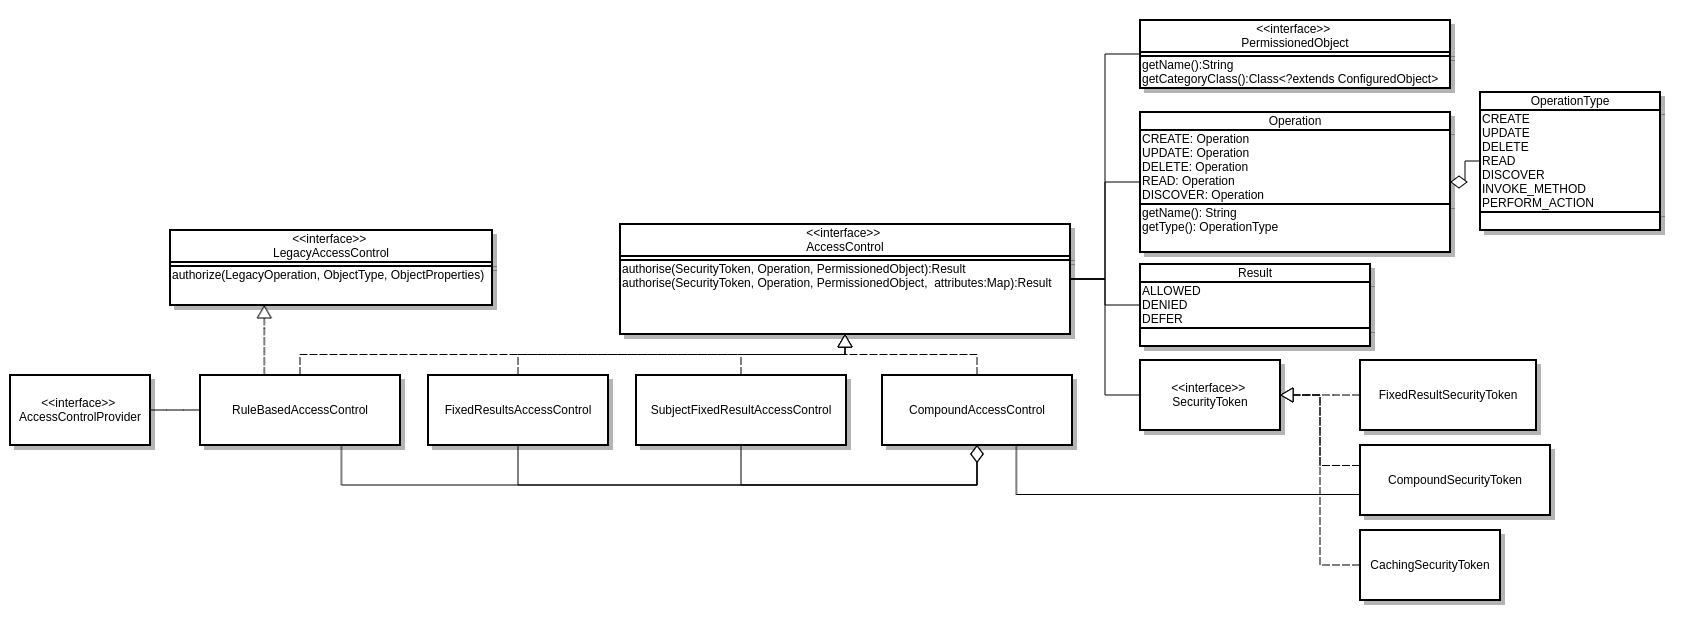 <<interface>>
PermissionedObject
getName():String
getCategoryClass():Class<?extends ConfiguredObject>
OperationType
CREATE
UPDATE
DELETE
READ
DISCOVER
INVOKE_METHOD
PERFORM_ACTION
Operation
CREATE: Operation
UPDATE: Operation
DELETE: Operation
READ: Operation
DISCOVER: Operation
getName(): String
getType(): OperationType
<<interface>>
LegacyAccessControl
authorize(LegacyOperation, ObjectType, ObjectProperties)
<<interface>>
AccessControl
authorise(SecurityToken, Operation, PermissionedObject):Result
authorise(SecurityToken, Operation, PermissionedObject,  attributes:Map):Result
Result
ALLOWED
DENIED
DEFER
<<interface>>
AccessControlProvider
RuleBasedAccessControl
FixedResultsAccessControl
SubjectFixedResultAccessControl
CompoundAccessControl
<<interface>>
SecurityToken
FixedResultSecurityToken
CompoundSecurityToken
CachingSecurityToken